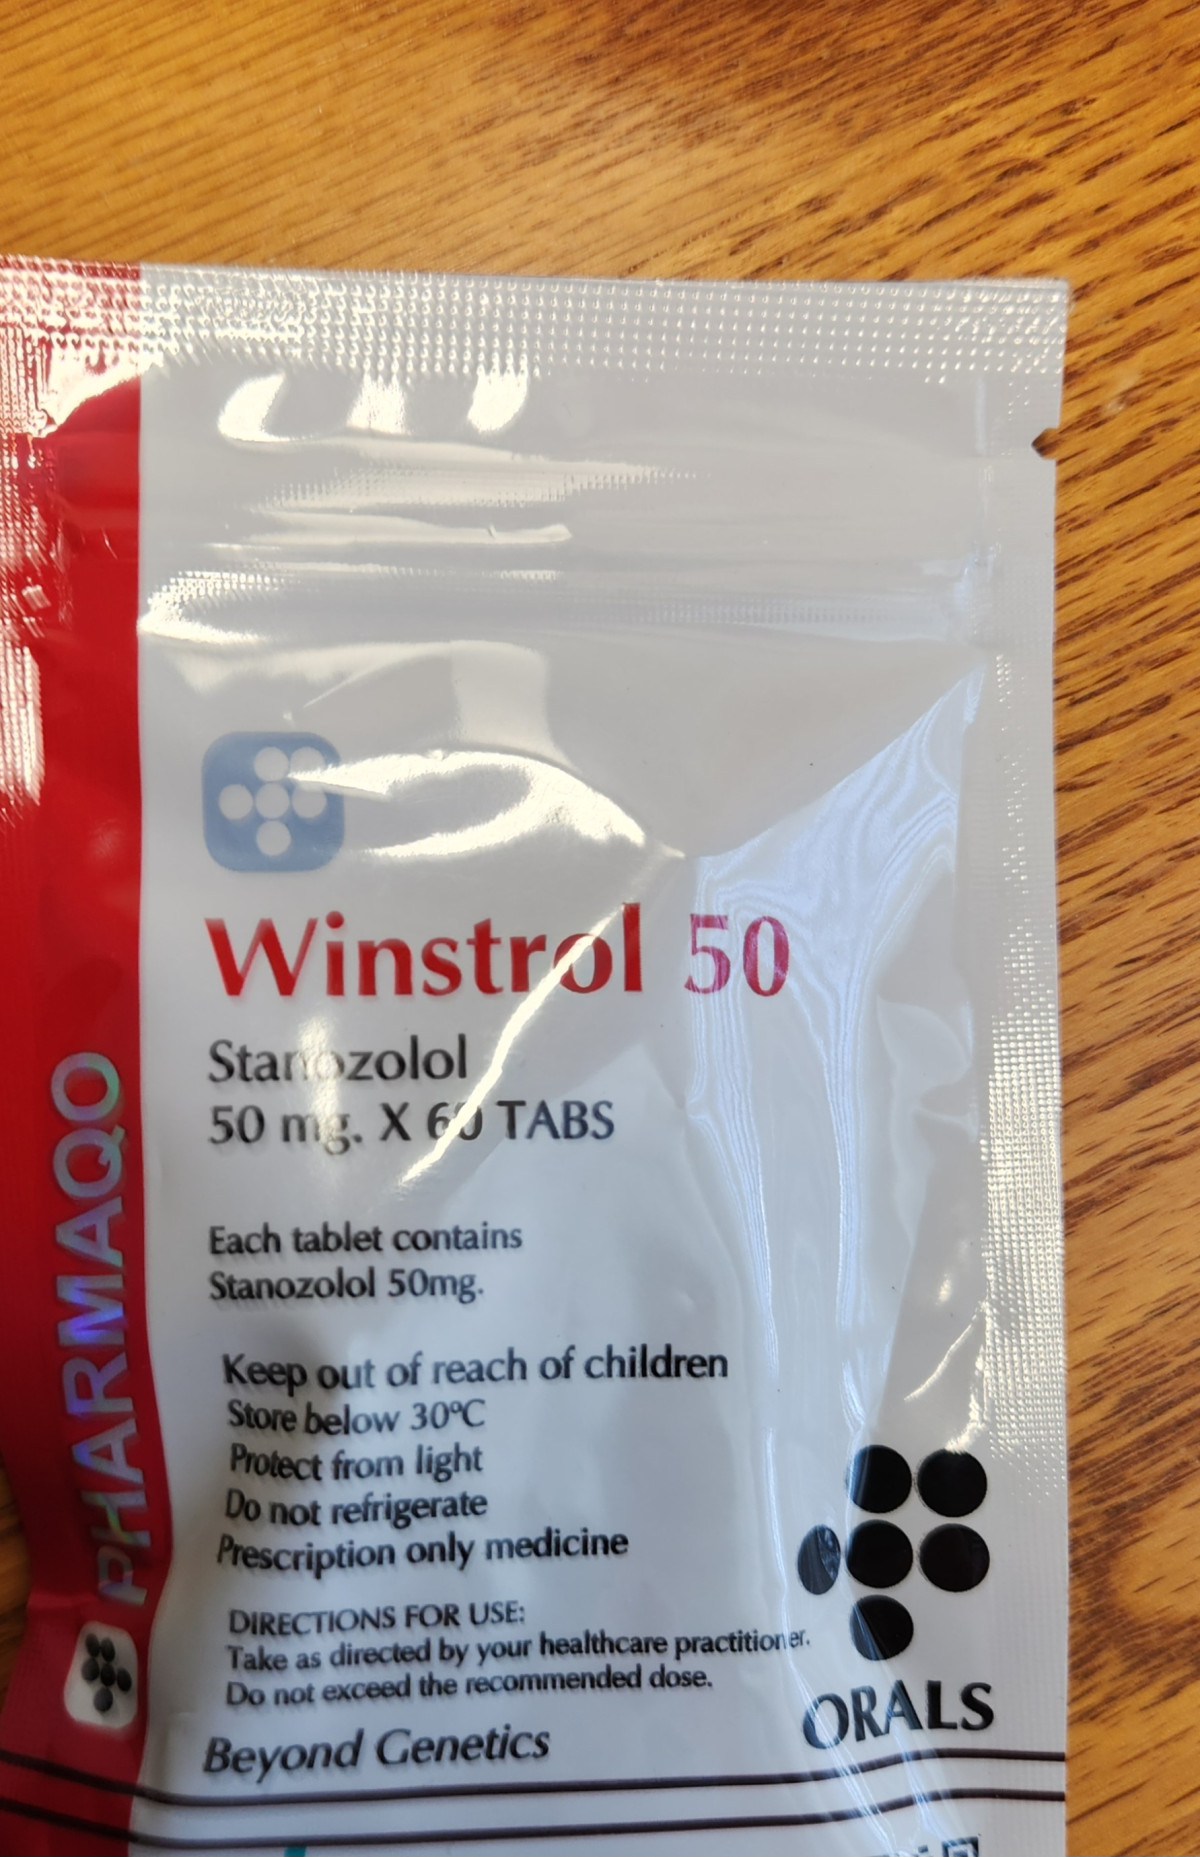 PHARMAQO
Winstrol 50
Stanozolol
50 mg. X 60 TABS
Each tablet contains
Stanozolol 50mg.
Keep out of reach of children
Store below 30ºC
Protect from light
Do not refrigerate
Prescription only medicine
DIRECTIONS FOR USE:
Take as directed by your healthcare practitioner.
Do not exceed the recommended dose.
ORALS
Beyond Genetics